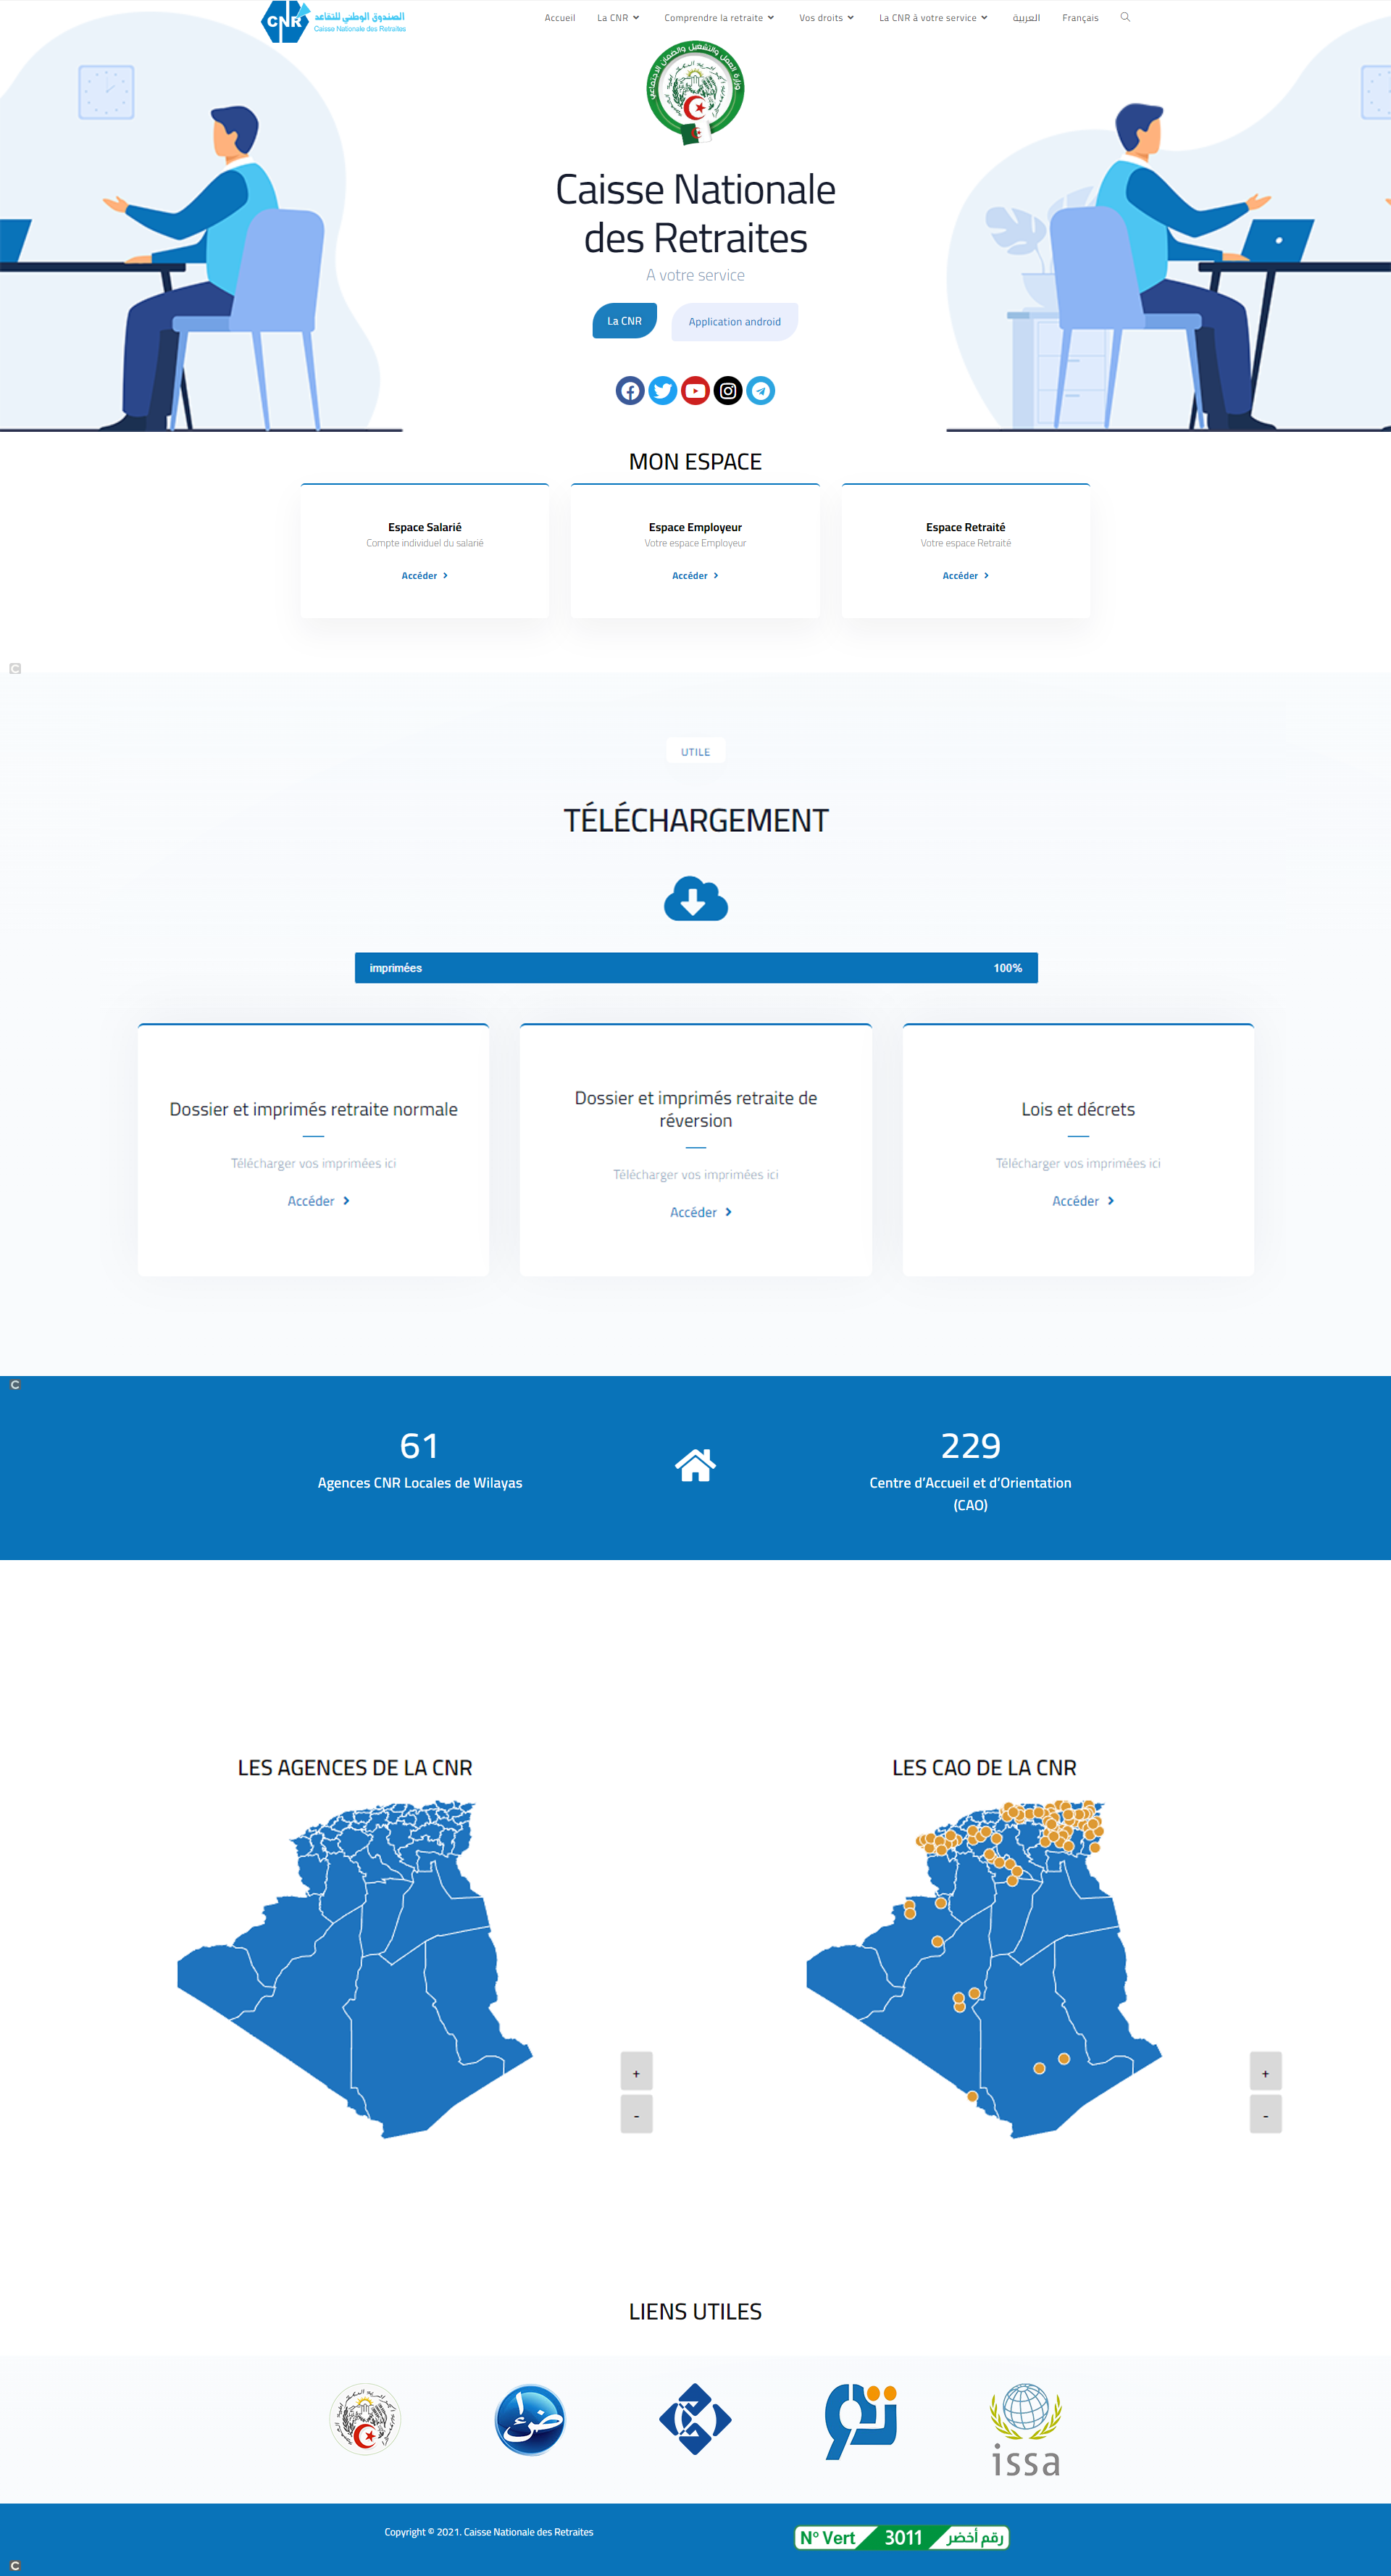 CNR
الصندوق الوطني للتقاعد
Caisse Nationale des Retraites
Accueil
La CNR
Comprendre la retraite
Vos droits
La CNR à votre service
العربية
Français
وزارة العمل والتشغيل والضمان الاجتماعي
Caisse Nationale
des Retraites
A votre service
La CNR
Application android
MON ESPACE
Espace Salarié
Compte individuel du salarié
Accéder
Espace Employeur
Votre espace Employeur
Accéder
Espace Retraité
Votre espace Retraité
Accéder
C
UTILE
TÉLÉCHARGEMENT
imprimées
100%
Dossier et imprimés retraite normale
Télécharger vos imprimées ici
Accéder
Dossier et imprimés retraite de
réversion
Télécharger vos imprimées ici
Accéder
Lois et décrets
Télécharger vos imprimées ici
Accéder
C
61
Agences CNR Locales de Wilayas
229
Centre d’Accueil et d’Orientation
(CAO)
LES AGENCES DE LA CNR
+
-
LES CAO DE LA CNR
+
-
LIENS UTILES
issa
Copyright © 2021. Caisse Nationale des Retraites
N° Vert
3011
رقم أخضر
C